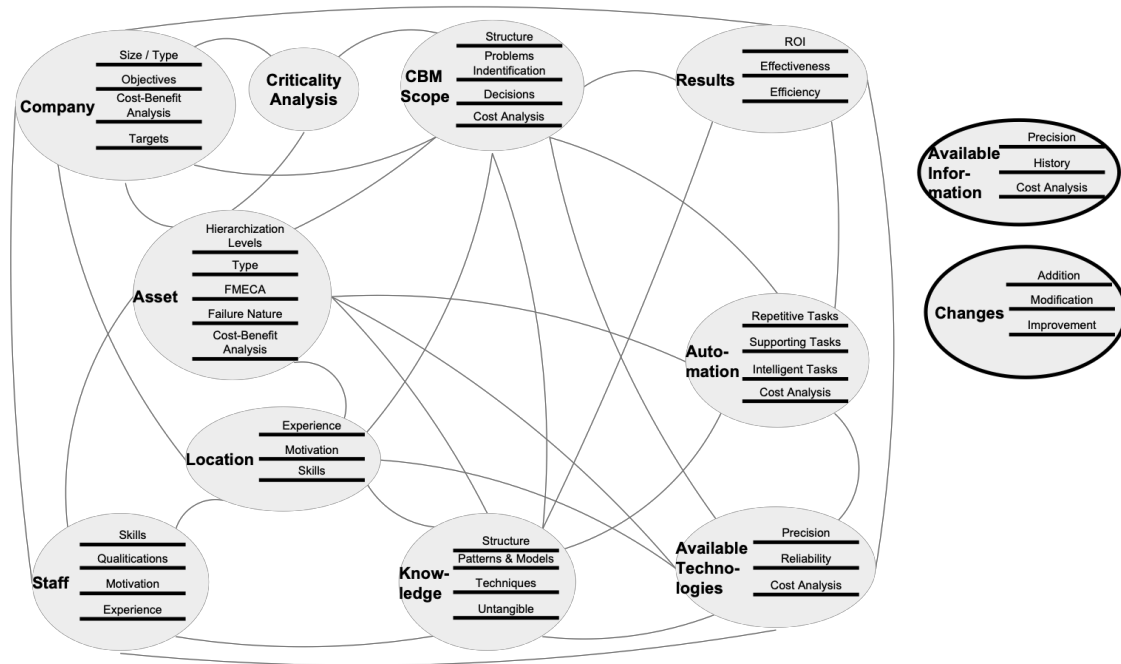 Company
Size / Type
Objectives
Cost-Benefit
Analysis
Targets
Criticality
Analysis
CBM
Scope
Structure
Problems
Indentification
Decisions
Cost Analysis
Results
ROI
Effectiveness
Efficiency
Available
Infor-
mation
Precision
History
Cost Analysis
Changes
Addition
Modification
Improvement
Asset
Hierarchization
Levels
Type
FMECA
Failure Nature
Cost-Benefit
Analysis
Auto-
mation
Repetitive Tasks
Supporting Tasks
Intelligent Tasks
Cost Analysis
Location
Experience
Motivation
Skills
Staff
Skills
Qualitications
Motivation
Experience
Know-
ledge
Structure
Patterns & Models
Techniques
Untangible
Available
Techno-
logies
Precision
Reliability
Cost Analysis